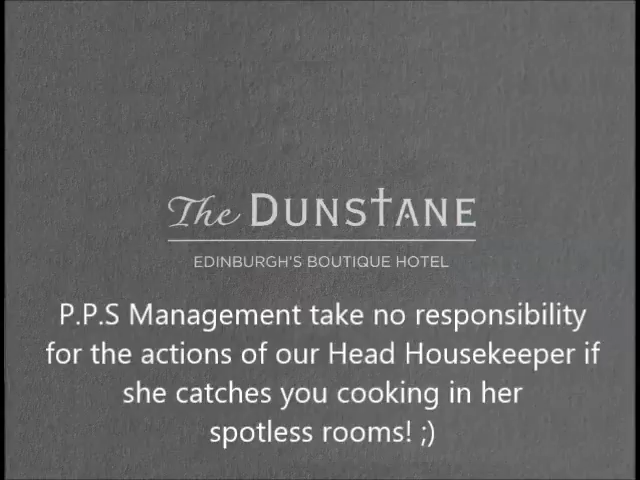 The DUNSTANE
EDINBURGH'S BOUTIQUE HOTEL
P.P.S Management take no responsibility
for the actions of our Head Housekeeper if
she catches you cooking in her
spotless rooms! ;)